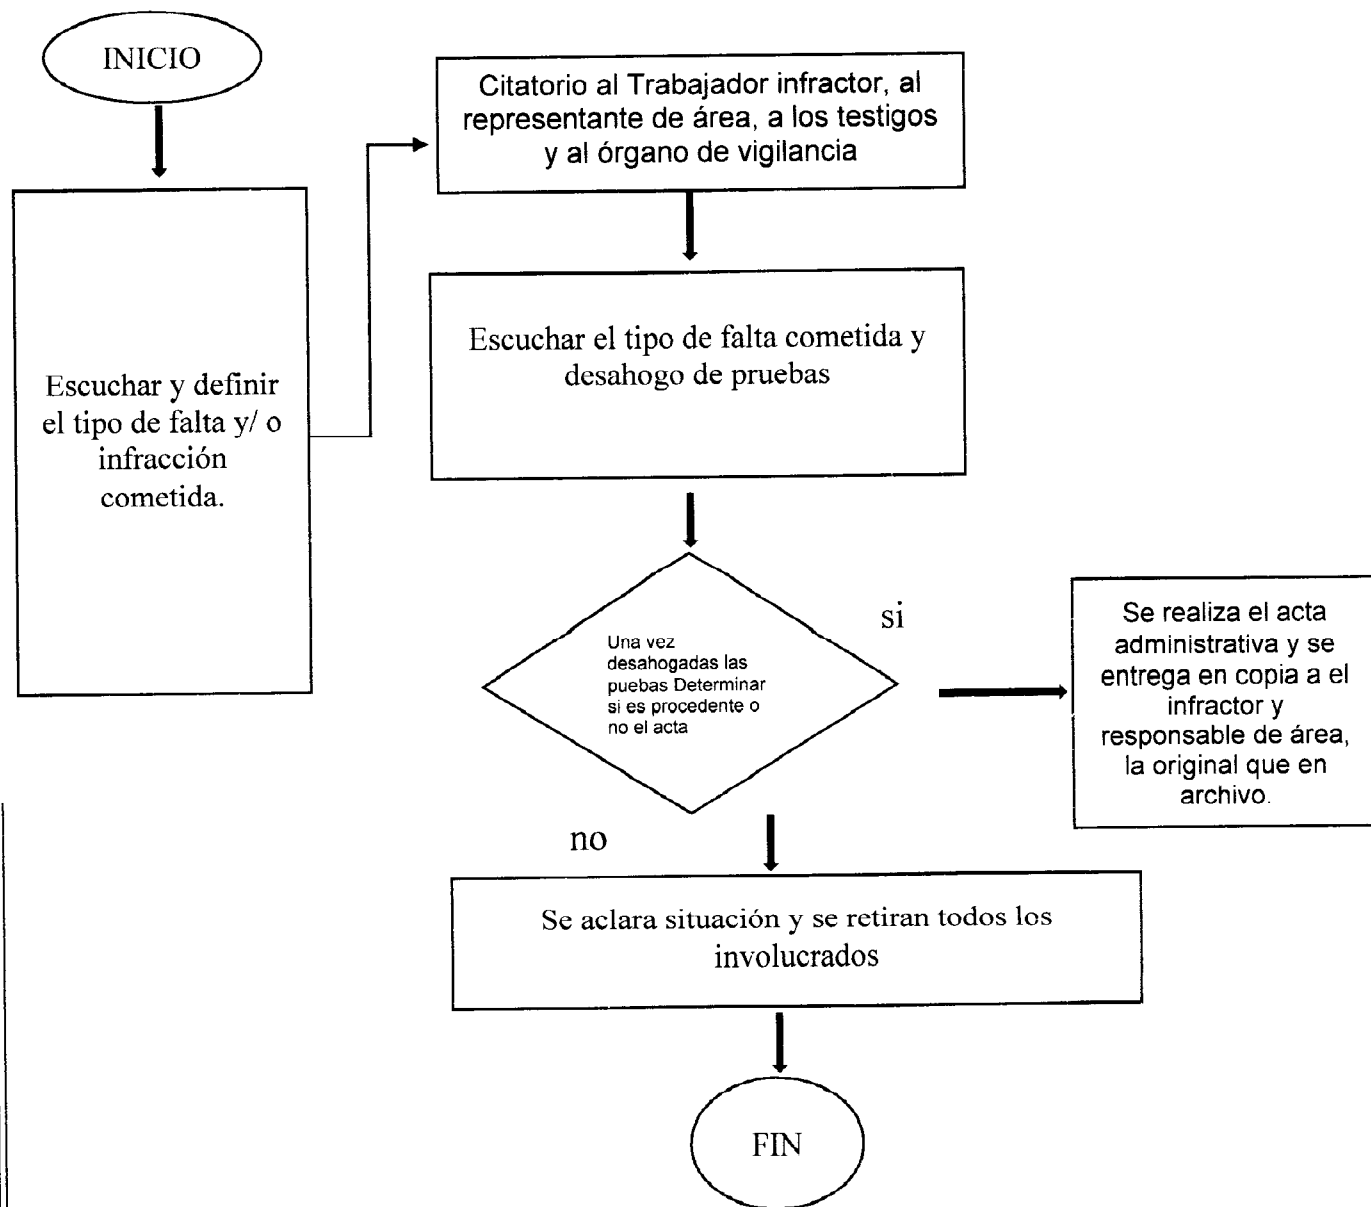 INICIO
Escuchar y definir
el tipo de falta y/ o
infracción
cometida.
Citatorio al Trabajador infractor, al
representante de área, a los testigos
y al órgano de vigilancia
Escuchar el tipo de falta cometida y
desahogo de pruebas
Una vez
desahogadas las
puebas Determinar
si es procedente o
no el acta
si
Se realiza el acta
administrativa y se
entrega en copia a el
infractor y
responsable de área,
la original que en
archivo.
no
Se aclara situación y se retiran todos los
involucrados
FIN